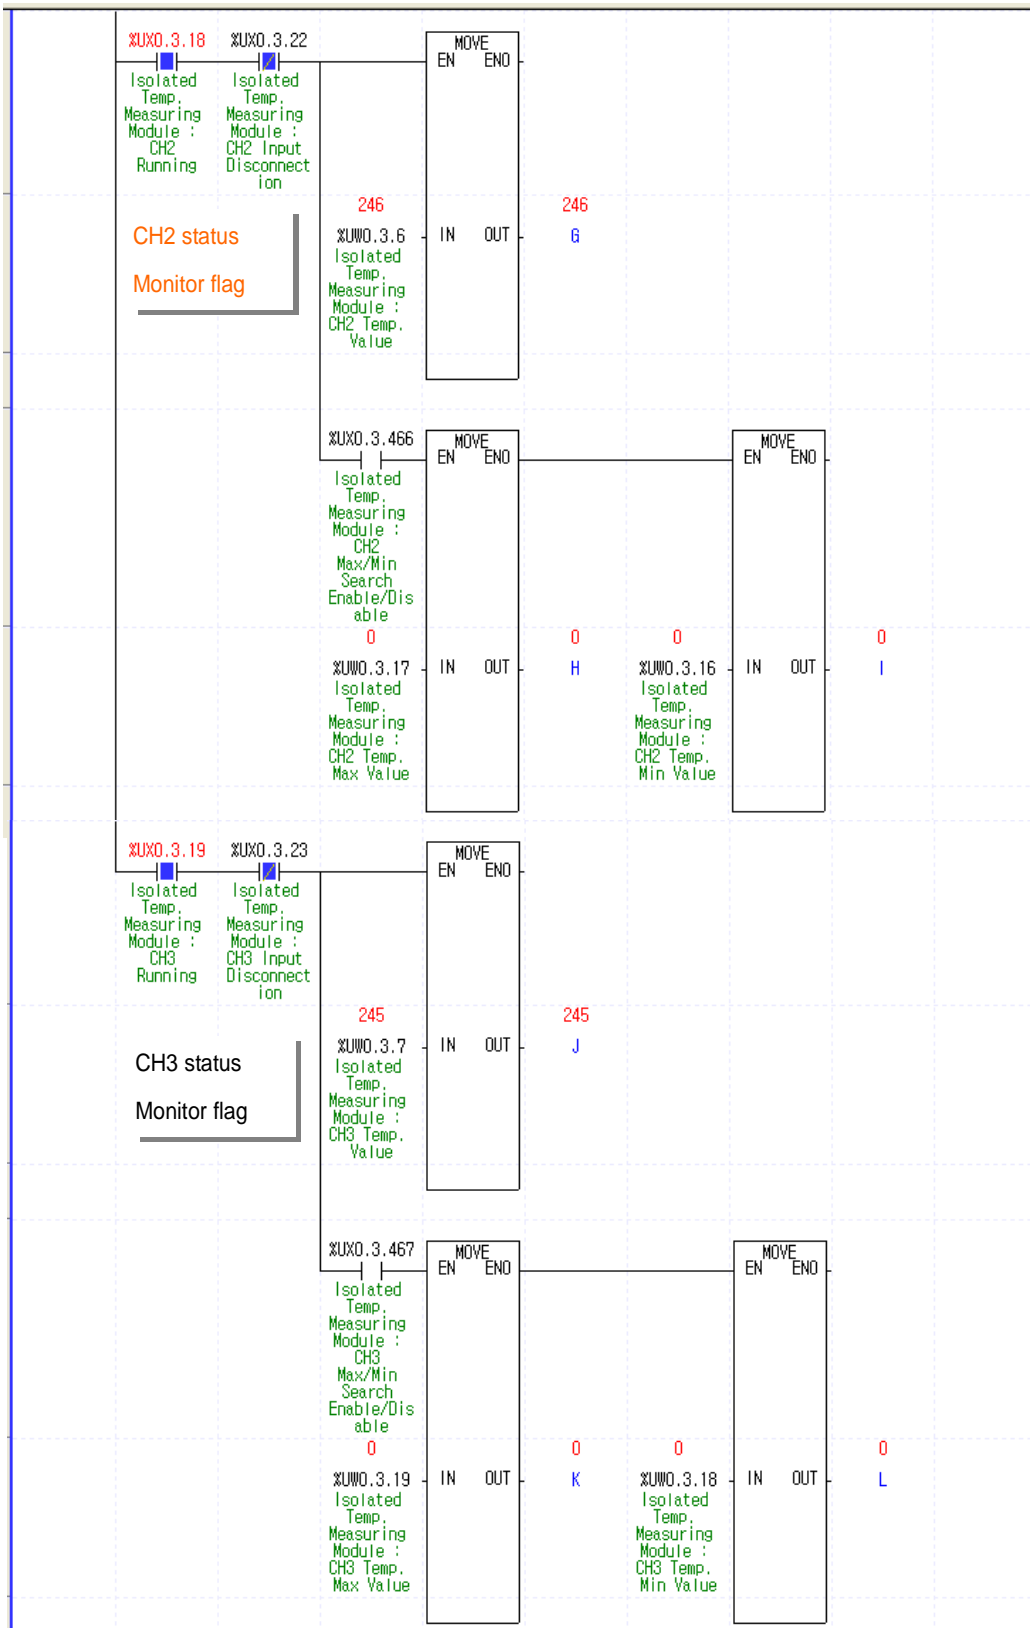 %UX0.3.18 %UX0.3.22
Isolated
Temp.
Measuring
Module :
CH2
Running
Isolated
Temp.
Measuring
Module :
CH2 Input
Disconnect
ion
MOVE
EN ENO
CH2 status
Monitor flag
246 246
%UW0.3.6 IN OUT G
Isolated
Temp.
Measuring
Module :
CH2 Temp.
Value
%UX0.3.466
Isolated
Temp.
Measuring
Module :
CH2
Max/Min
Search
Enable/Dis
able
MOVE
EN ENO
MOVE
EN ENO
0 0 0 0
%UW0.3.17 IN OUT H %UW0.3.16 IN OUT I
Isolated
Temp.
Measuring
Module :
CH2 Temp.
Max Value
Isolated
Temp.
Measuring
Module :
CH2 Temp.
Min Value
%UX0.3.19 %UX0.3.23
Isolated
Temp.
Measuring
Module :
CH3
Running
Isolated
Temp.
Measuring
Module :
CH3 Input
Disconnect
ion
MOVE
EN ENO
CH3 status
Monitor flag
245 245
%UW0.3.7 IN OUT J
Isolated
Temp.
Measuring
Module :
CH3 Temp.
Value
%UX0.3.467
Isolated
Temp.
Measuring
Module :
CH3
Max/Min
Search
Enable/Dis
able
MOVE
EN ENO
MOVE
EN ENO
0 0 0 0
%UW0.3.19 IN OUT K %UW0.3.18 IN OUT L
Isolated
Temp.
Measuring
Module :
CH3 Temp.
Max Value
Isolated
Temp.
Measuring
Module :
CH3 Temp.
Min Value